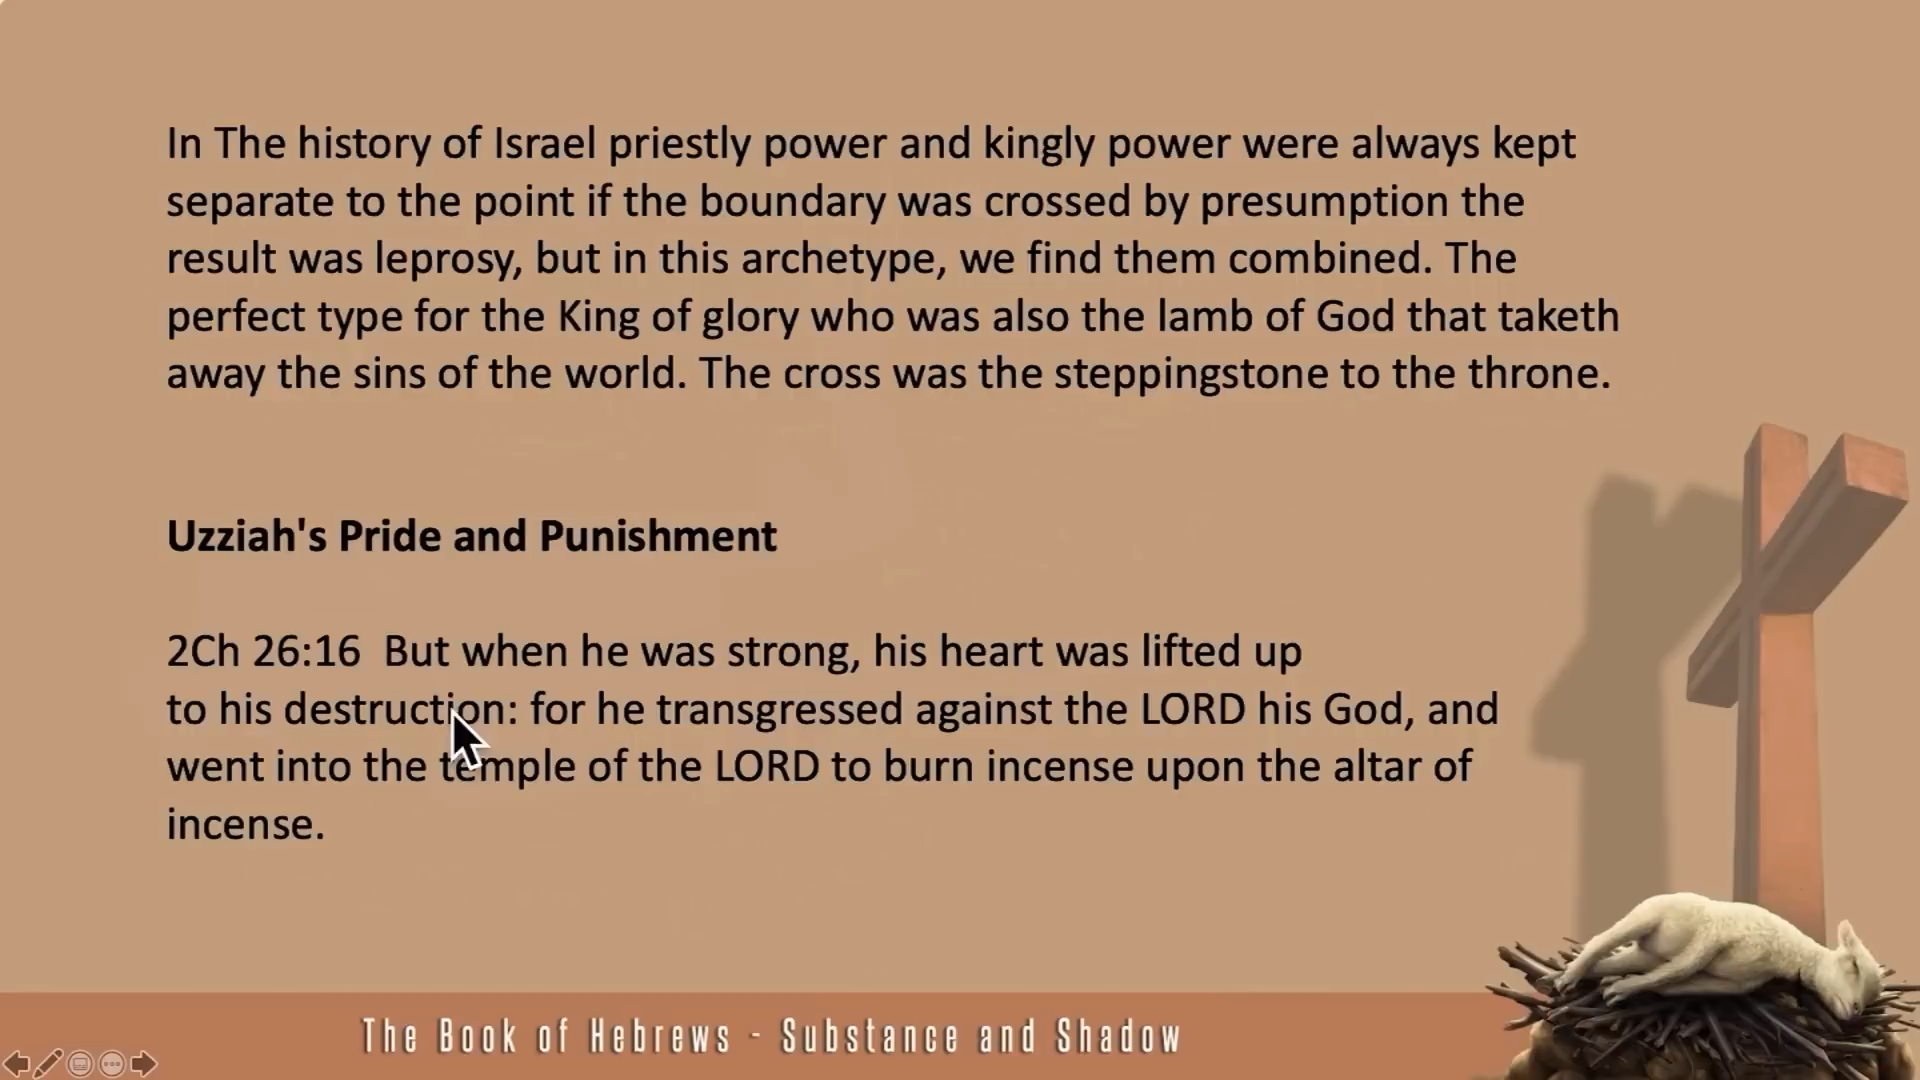 In The history of Israel priestly power and kingly power were always kept
separate to the point if the boundary was crossed by presumption the
result was leprosy, but in this archetype, we find them combined. The
perfect type for the King of glory who was also the lamb of God that taketh
away the sins of the world. The cross was the steppingstone to the throne.
Uzziah's Pride and Punishment
2Ch 26:16  But when he was strong, his heart was lifted up
to his destruction: for he transgressed against the LORD his God, and
went into the temple of the LORD to burn incense upon the altar of
incense.
The Book of Hebrews - Substance and Shadow